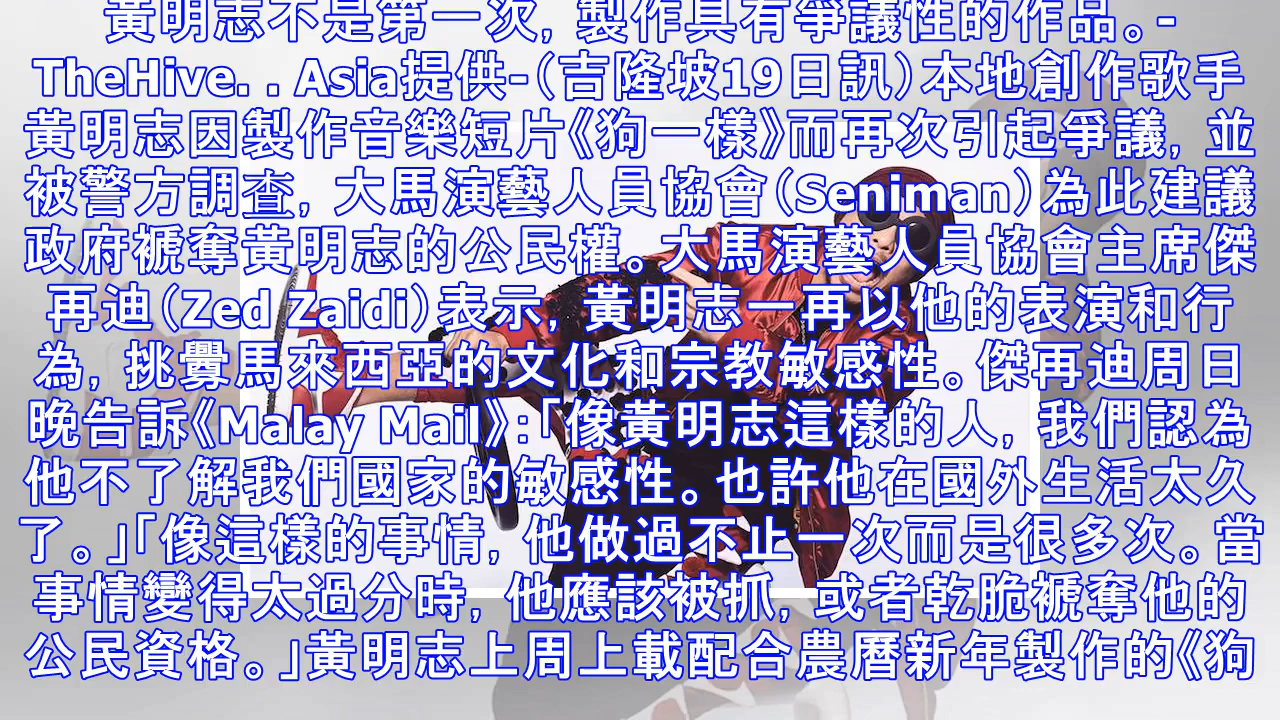 黃明志不是第一次, 製作具有爭議性的作品。-
TheHive. . Asia提供-(吉隆坡19日訊)本地創作歌手
黃明志因製作音樂短片《狗一樣》而再次引起爭議, 並
被警方調查, 大馬演藝人員協會(Seniman)為此建議
政府褫奪黃明志的公民權。大馬演藝人員協會主席傑
再迪(Zed Zaidi)表示, 黃明志一再以他的表演和行
為, 挑釁馬來西亞的文化和宗教敏感性。傑再迪周日
晚告訴《Malay Mail》:「像黃明志這樣的人, 我們認為
他不了解我們國家的敏感性。也許他在國外生活太久
了。」「像這樣的事情, 他做過不止一次而是很多次。當
事情變得太過分時, 他應該被抓, 或者乾脆褫奪他的
公民資格。」黃明志上周上載配合農曆新年製作的《狗